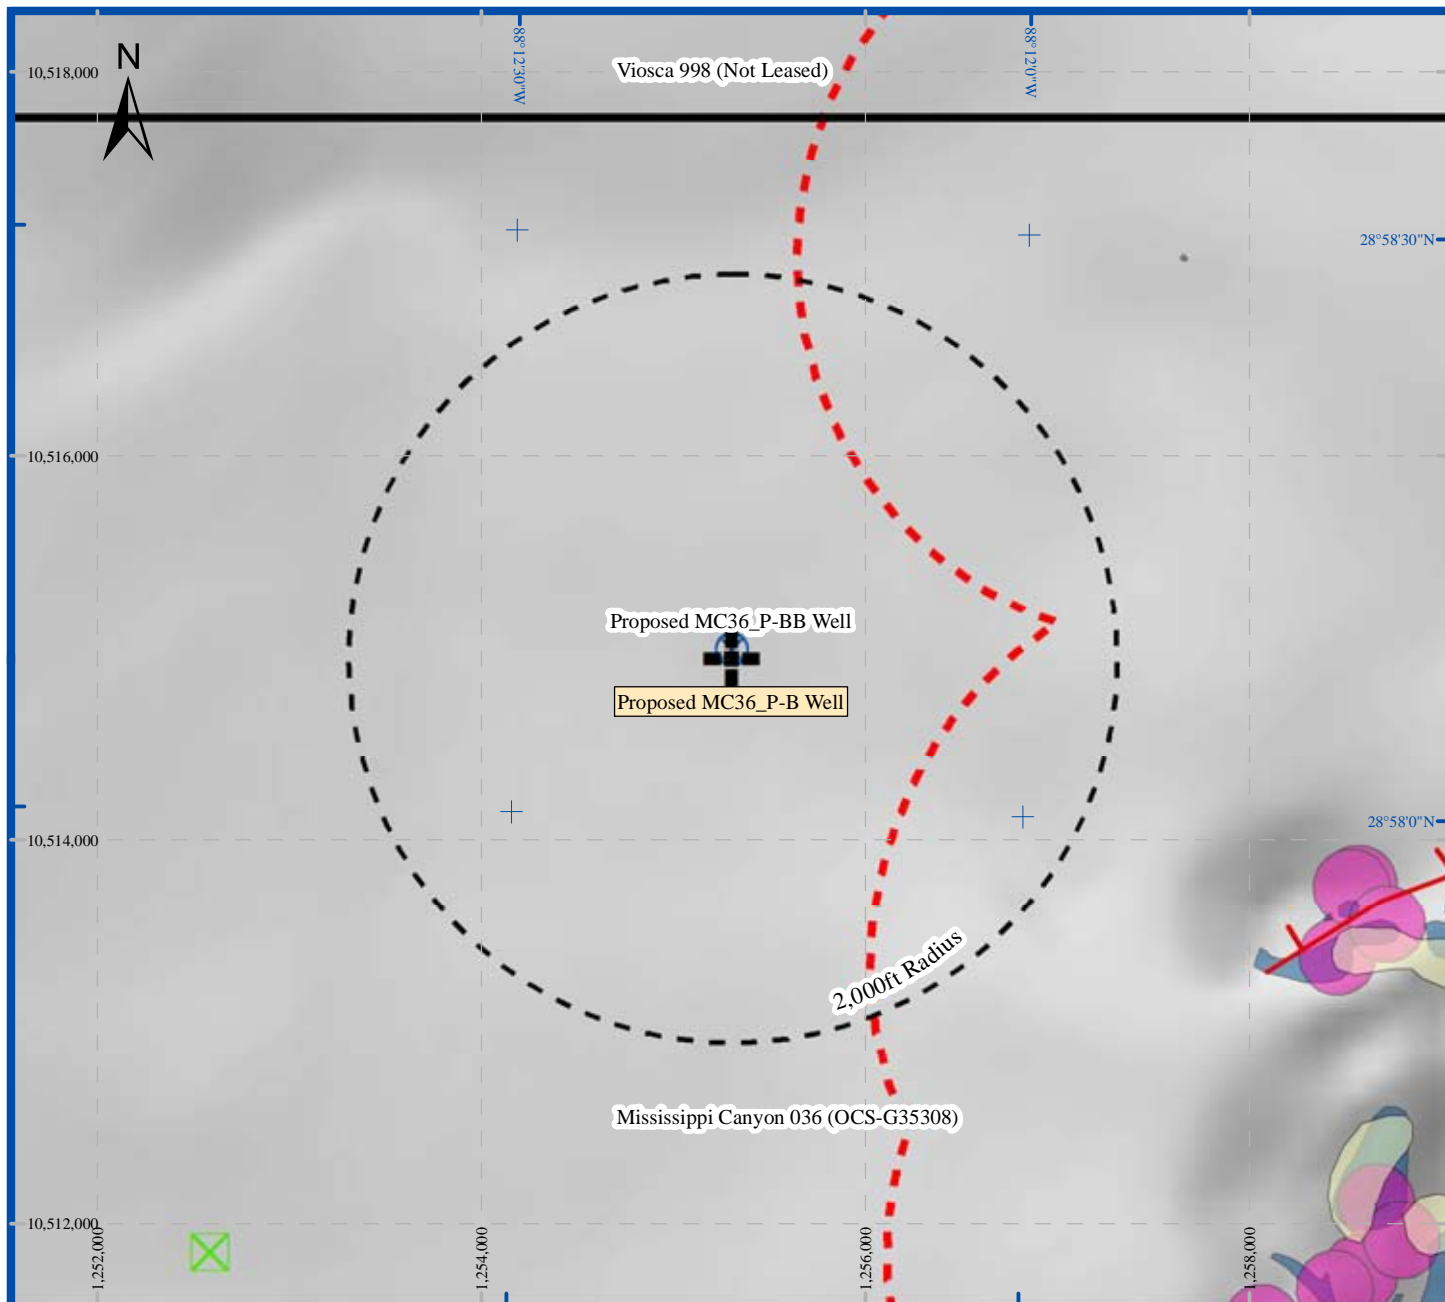 88°12'30"W
88°12'0"W
N
Viosca 998 (Not Leased)
10,518,000
28°58'30"N
10,516,000
Proposed MC36_P-BB Well
Proposed MC36_P-B Well
28°58'0"N
10,514,000
2,000ft Radius
Mississippi Canyon 036 (OCS-G35308)
10,512,000
1,252,000
1,254,000
1,256,000
1,258,000